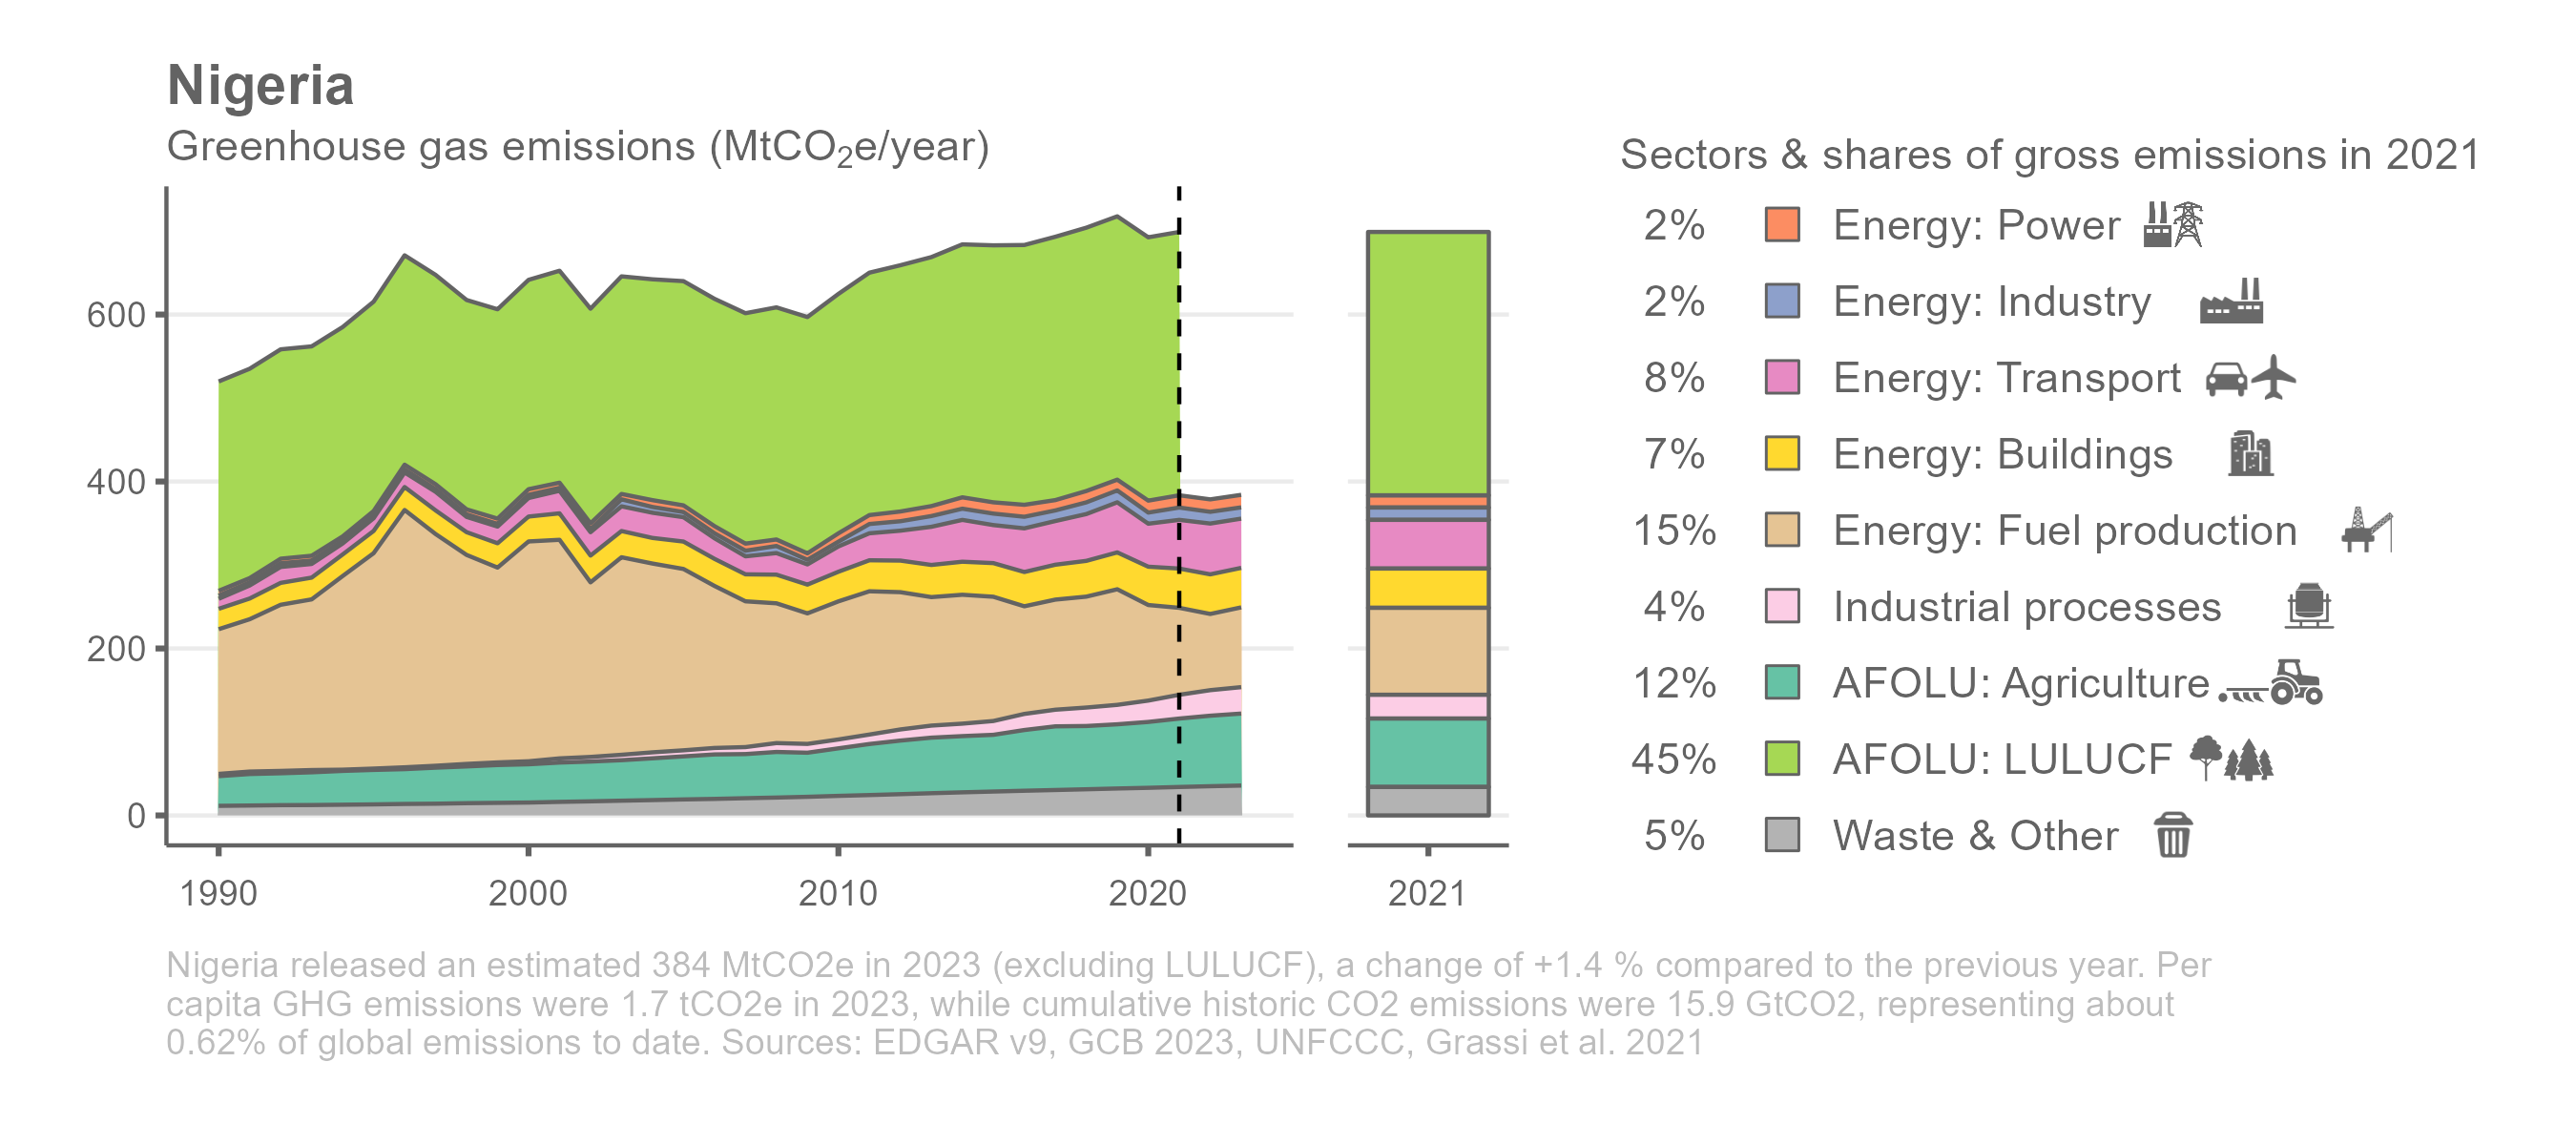 Nigeria
Greenhouse gas emissions (MtCO₂e/year)
600
400
200
0
1990 2000 2010 2020
2021
Sectors & shares of gross emissions in 2021
2% Energy: Power
2% Energy: Industry
8% Energy: Transport
7% Energy: Buildings
15% Energy: Fuel production
4% Industrial processes
12% AFOLU: Agriculture
45% AFOLU: LULUCF
5% Waste & Other
Nigeria released an estimated 384 MtCO2e in 2023 (excluding LULUCF), a change of +1.4 % compared to the previous year. Per
capita GHG emissions were 1.7 tCO2e in 2023, while cumulative historic CO2 emissions were 15.9 GtCO2, representing about
0.62% of global emissions to date. Sources: EDGAR v9, GCB 2023, UNFCCC, Grassi et al. 2021